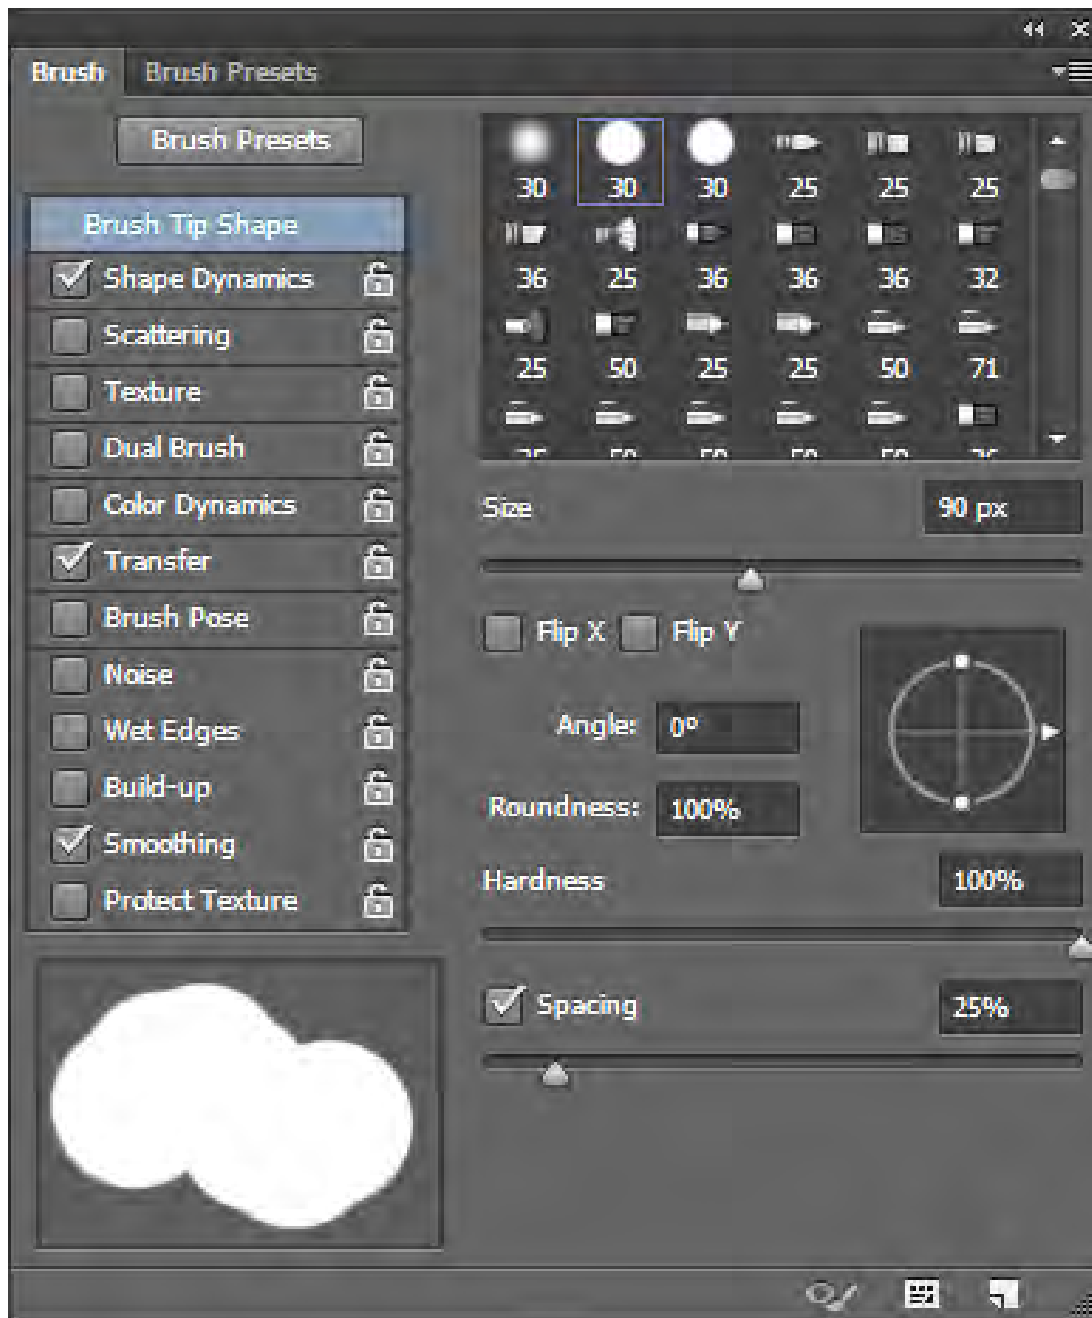 Brush Brush Presets
Brush Presets
Brush Tip Shape
Shape Dynamics
Scattering
Texture
Dual Brush
Color Dynamics
Transfer
Brush Pose
Noise
Wet Edges
Build-up
Smoothing
Protect Texture
30 30 30 25 25 25
36 25 36 36 36 32
25 50 25 25 50 71
Size 90 px
Flip X Flip Y
Angle: 0º
Roundness: 100%
Hardness 100%
Spacing 25%